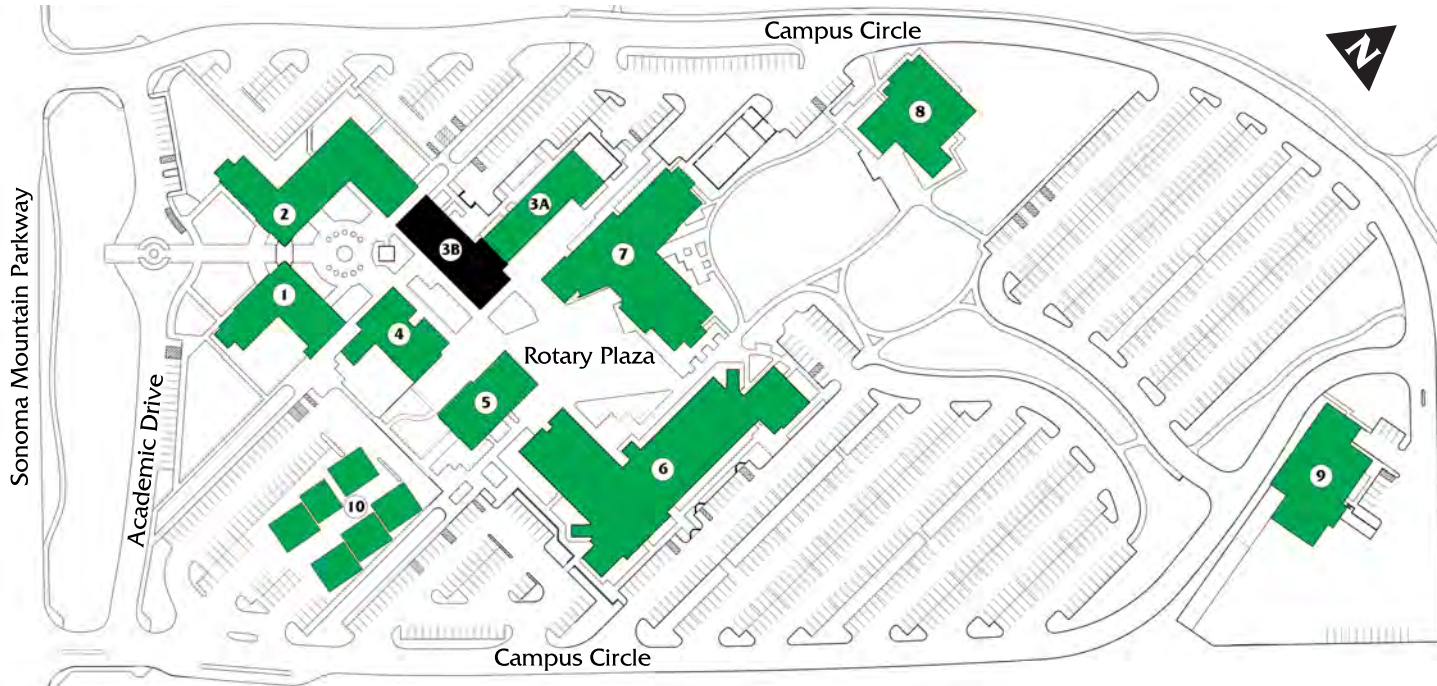 Campus Circle
N
8
3A
2
3B
7
1
4
Rotary Plaza
5
Sonoma Mountain Parkway
Academic Drive
6
9
10
Campus Circle